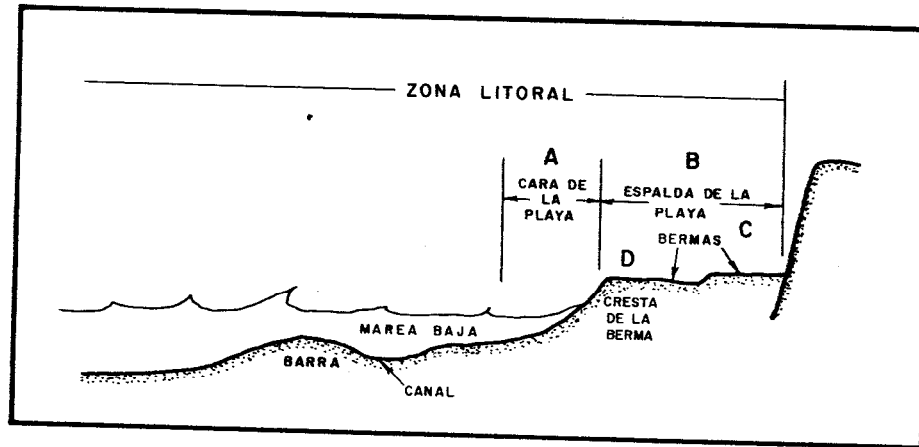 ZONA LITORAL
A
B
CARA DE
LA
PLAYA
ESPALDA DE LA
PLAYA
C
D
BERMAS
CRESTA
DE LA
BERMA
MAREA BAJA
BARRA
CANAL